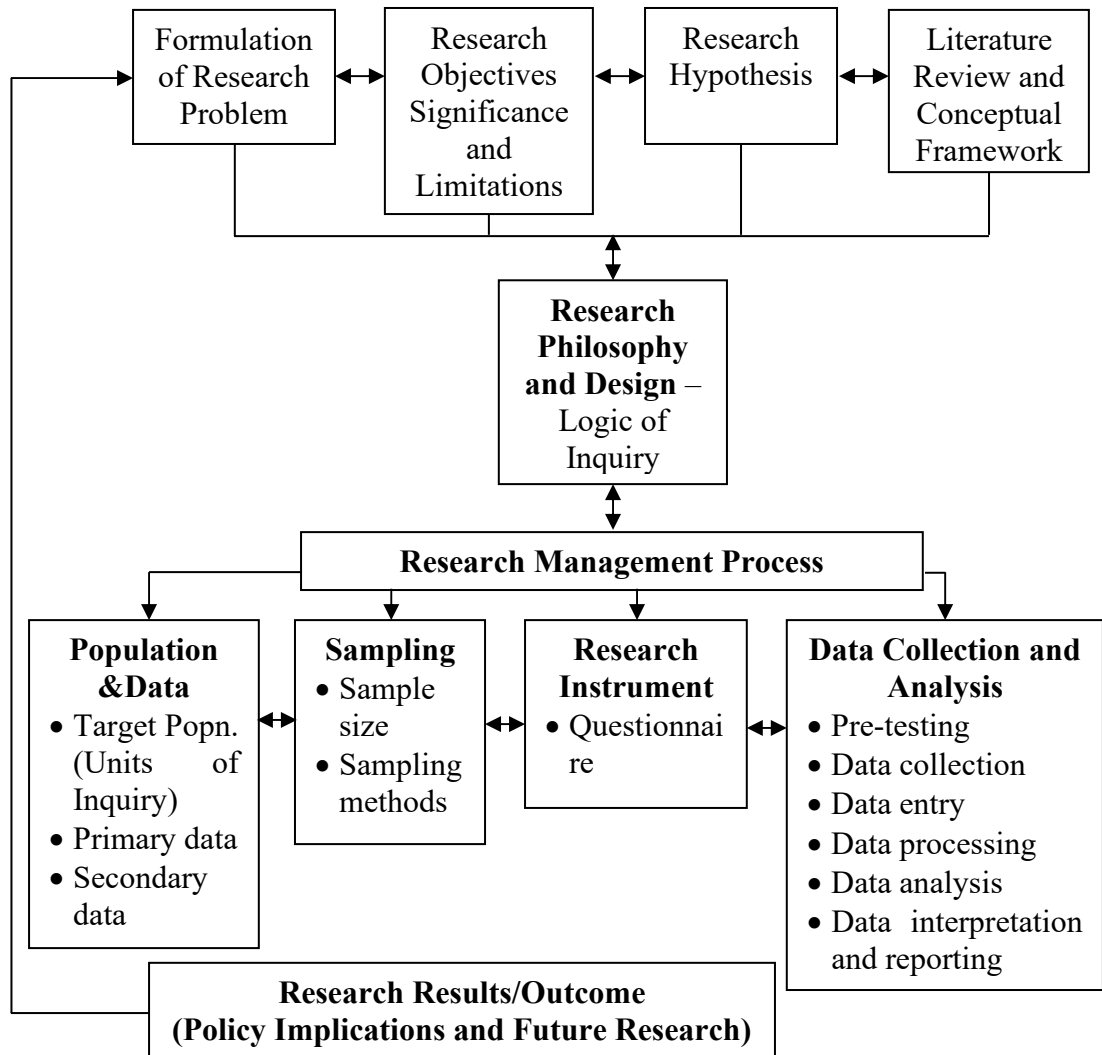 Formulation
of Research
Problem
Research
Objectives
Significance
and
Limitations
Research
Hypothesis
Literature
Review and
Conceptual
Framework
Research
Philosophy
and Design –
Logic of
Inquiry
Research Management Process
Population
&Data
• Target Popn.
(Units of
Inquiry)
• Primary data
• Secondary
data
Sampling
• Sample
size
• Sampling
methods
Research
Instrument
• Questionnai
re
Data Collection and
Analysis
• Pre-testing
• Data collection
• Data entry
• Data processing
• Data analysis
• Data interpretation
and reporting
Research Results/Outcome
(Policy Implications and Future Research)